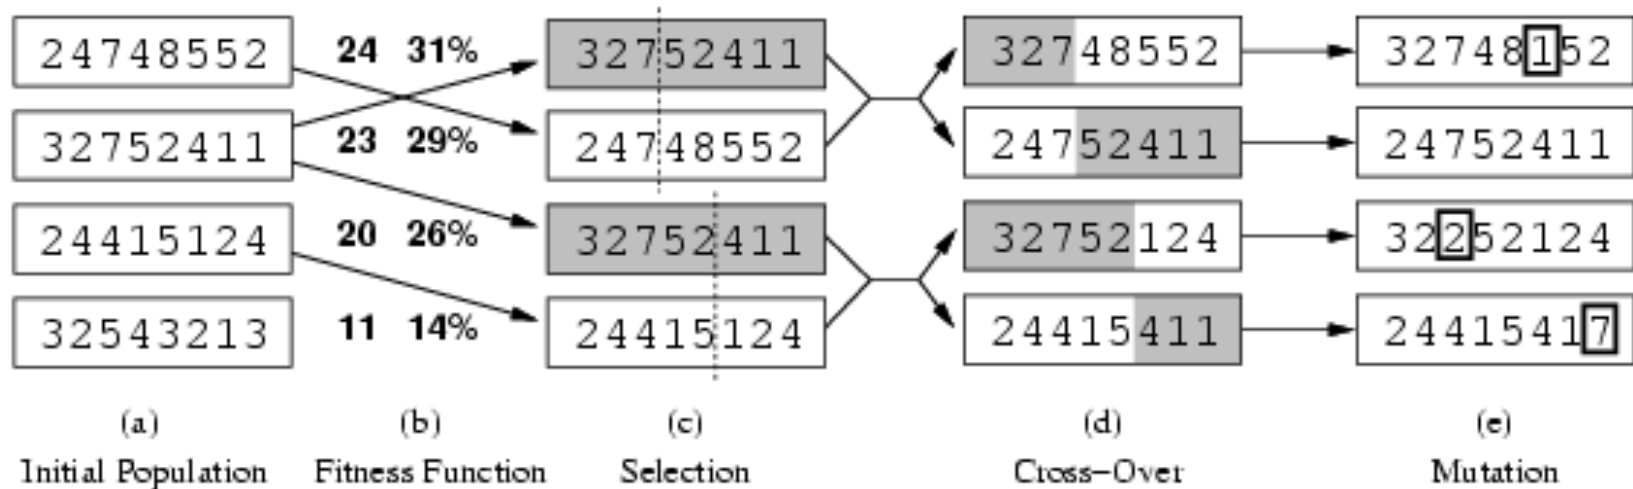 24748552 24 31% 32752411 32748552 32748152
32752411 23 29% 24748552 24752411 24752411
24415124 20 26% 32752411 32752124 32252124
32543213 11 14% 24415124 24415411 24415417
(a) (b) (c) (d) (e)
Initial Population Fitness Function Selection Cross−Over Mutation